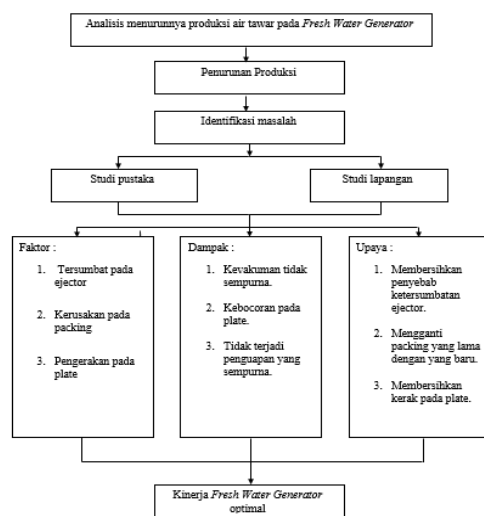 Analisis menurunnya produksi air tawar pada Fresh Water Generator
Penurunan Produksi
Identifikasi masalah
Studi pustaka
Studi lapangan
Faktor :
1. Tersumbat pada
ejector
2. Kerusakan pada
packing
3. Pengerakan pada
plate
Dampak :
1. Kevakuman tidak
sempurna.
2. Kebocoran pada
plate.
3. Tidak terjadi
penguapan yang
sempurna.
Upaya :
1. Membersihkan
penyebab
ketersumbatan
ejector.
2. Mengganti
packing yang lama
dengan yang baru.
3. Membersihkan
kerak pada plate.
Kinerja Fresh Water Generator
optimal